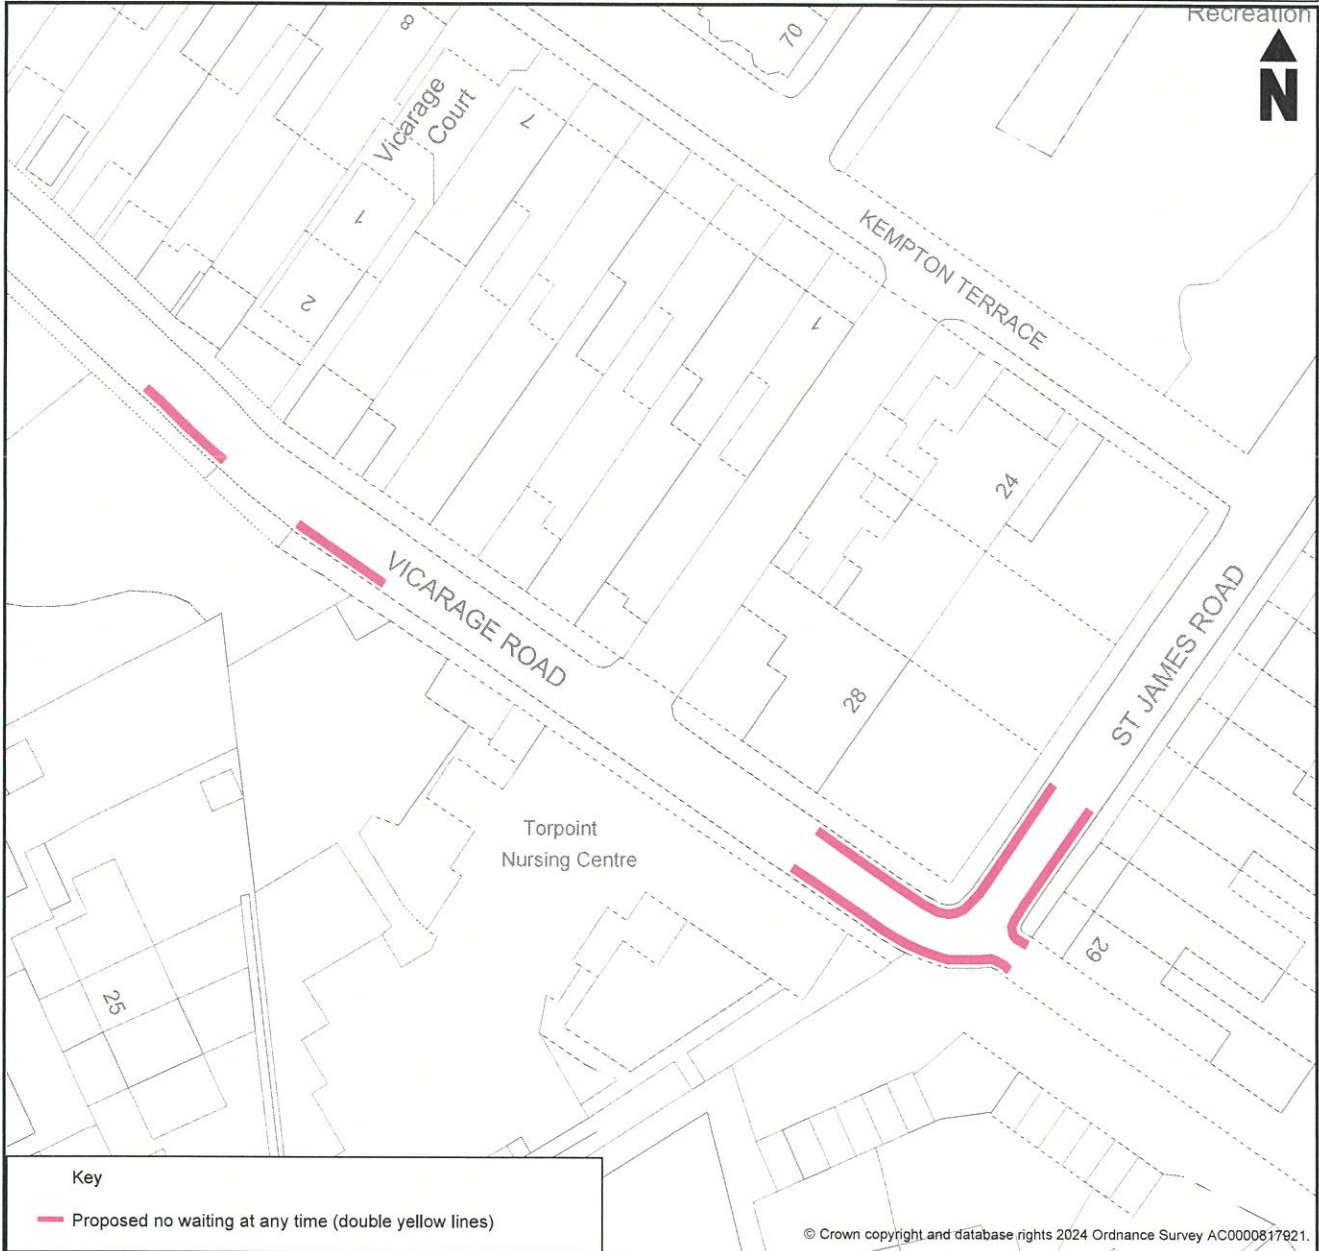 Recreation
N
8
70
Vicarage
Court
7
1
2
KEMPTON TERRACE
1
24
VICARAGE ROAD
ST JAMES ROAD
28
Torpoint
Nursing Centre
29
25
Key
Proposed no waiting at any time (double yellow lines)
© Crown copyright and database rights 2024 Ordnance Survey AC0000817921.